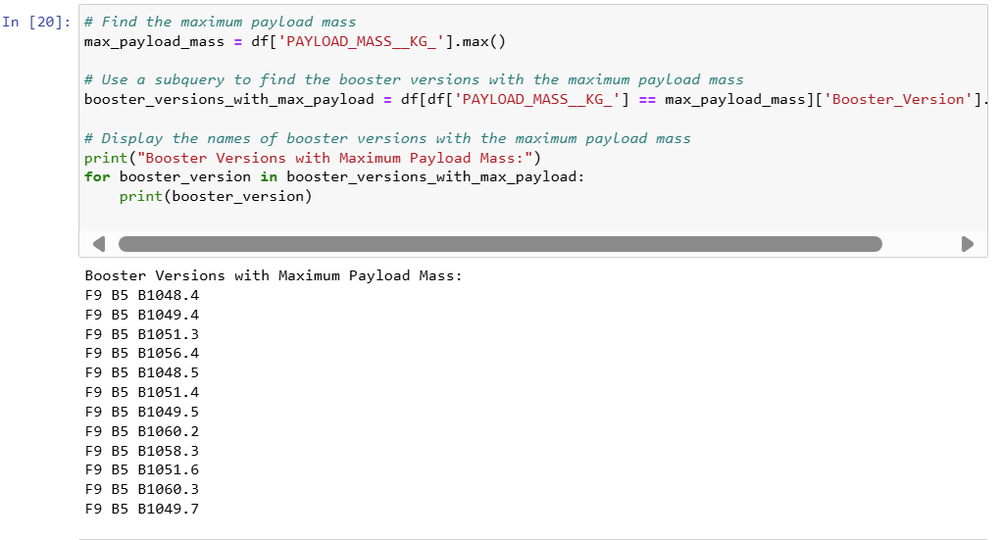 In [20]:
# Find the maximum payload mass
max_payload_mass = df['PAYLOAD_MASS__KG_'].max()
# Use a subquery to find the booster versions with the maximum payload mass
booster_versions_with_max_payload = df[df['PAYLOAD_MASS__KG_'] == max_payload_mass]['Booster_Version'].
# Display the names of booster versions with the maximum payload mass
print("Booster Versions with Maximum Payload Mass:")
for booster_version in booster_versions_with_max_payload:
    print(booster_version)
Booster Versions with Maximum Payload Mass:
F9 B5 B1048.4
F9 B5 B1049.4
F9 B5 B1051.3
F9 B5 B1056.4
F9 B5 B1048.5
F9 B5 B1051.4
F9 B5 B1049.5
F9 B5 B1060.2
F9 B5 B1058.3
F9 B5 B1051.6
F9 B5 B1060.3
F9 B5 B1049.7